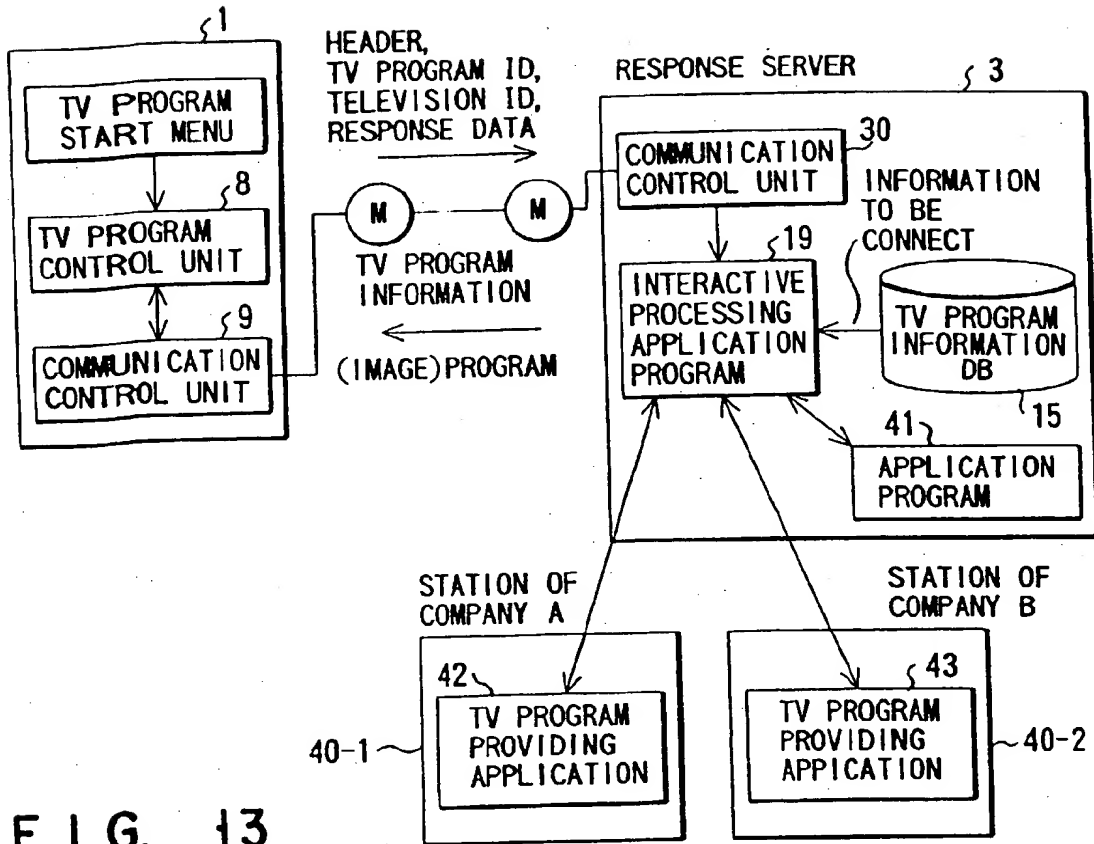 1
TV PROGRAM
START MENU
8
TV PROGRAM
CONTROL UNIT
9
COMMUNICATION
CONTROL UNIT
HEADER,
TV PROGRAM ID,
TELEVISION ID,
RESPONSE DATA
M
M
TV PROGRAM
INFORMATION
(IMAGE)PROGRAM
RESPONSE SERVER
3
30
COMMUNICATION
CONTROL UNIT
INFORMATION
TO BE
CONNECT
19
INTERACTIVE
PROCESSING
APPLICATION
PROGRAM
TV PROGRAM
INFORMATION
DB
15
41
APPLICATION
PROGRAM
STATION OF
COMPANY A
42
TV PROGRAM
PROVIDING
APPLICATION
40-1
STATION OF
COMPANY B
43
TV PROGRAM
PROVIDING
APPICATION
40-2
FIG. 13